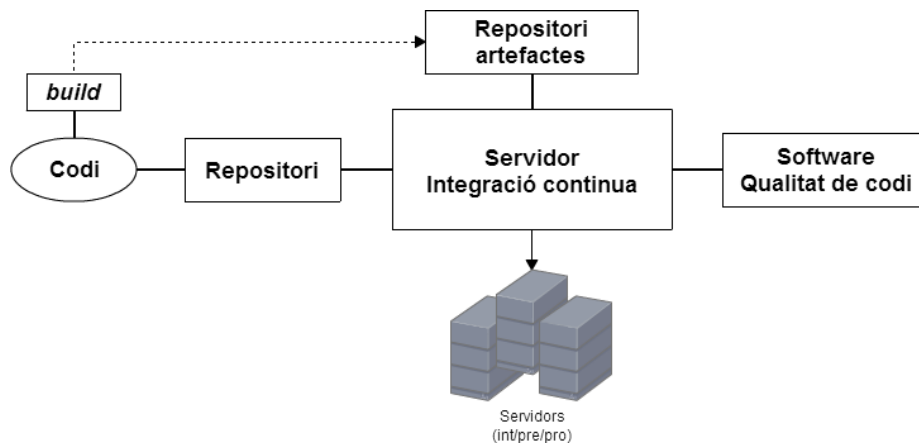 Repositori
artefactes
build
Codi
Repositori
Servidor
Integració continua
Software
Qualitat de codi
Servidors
(int/pre/pro)